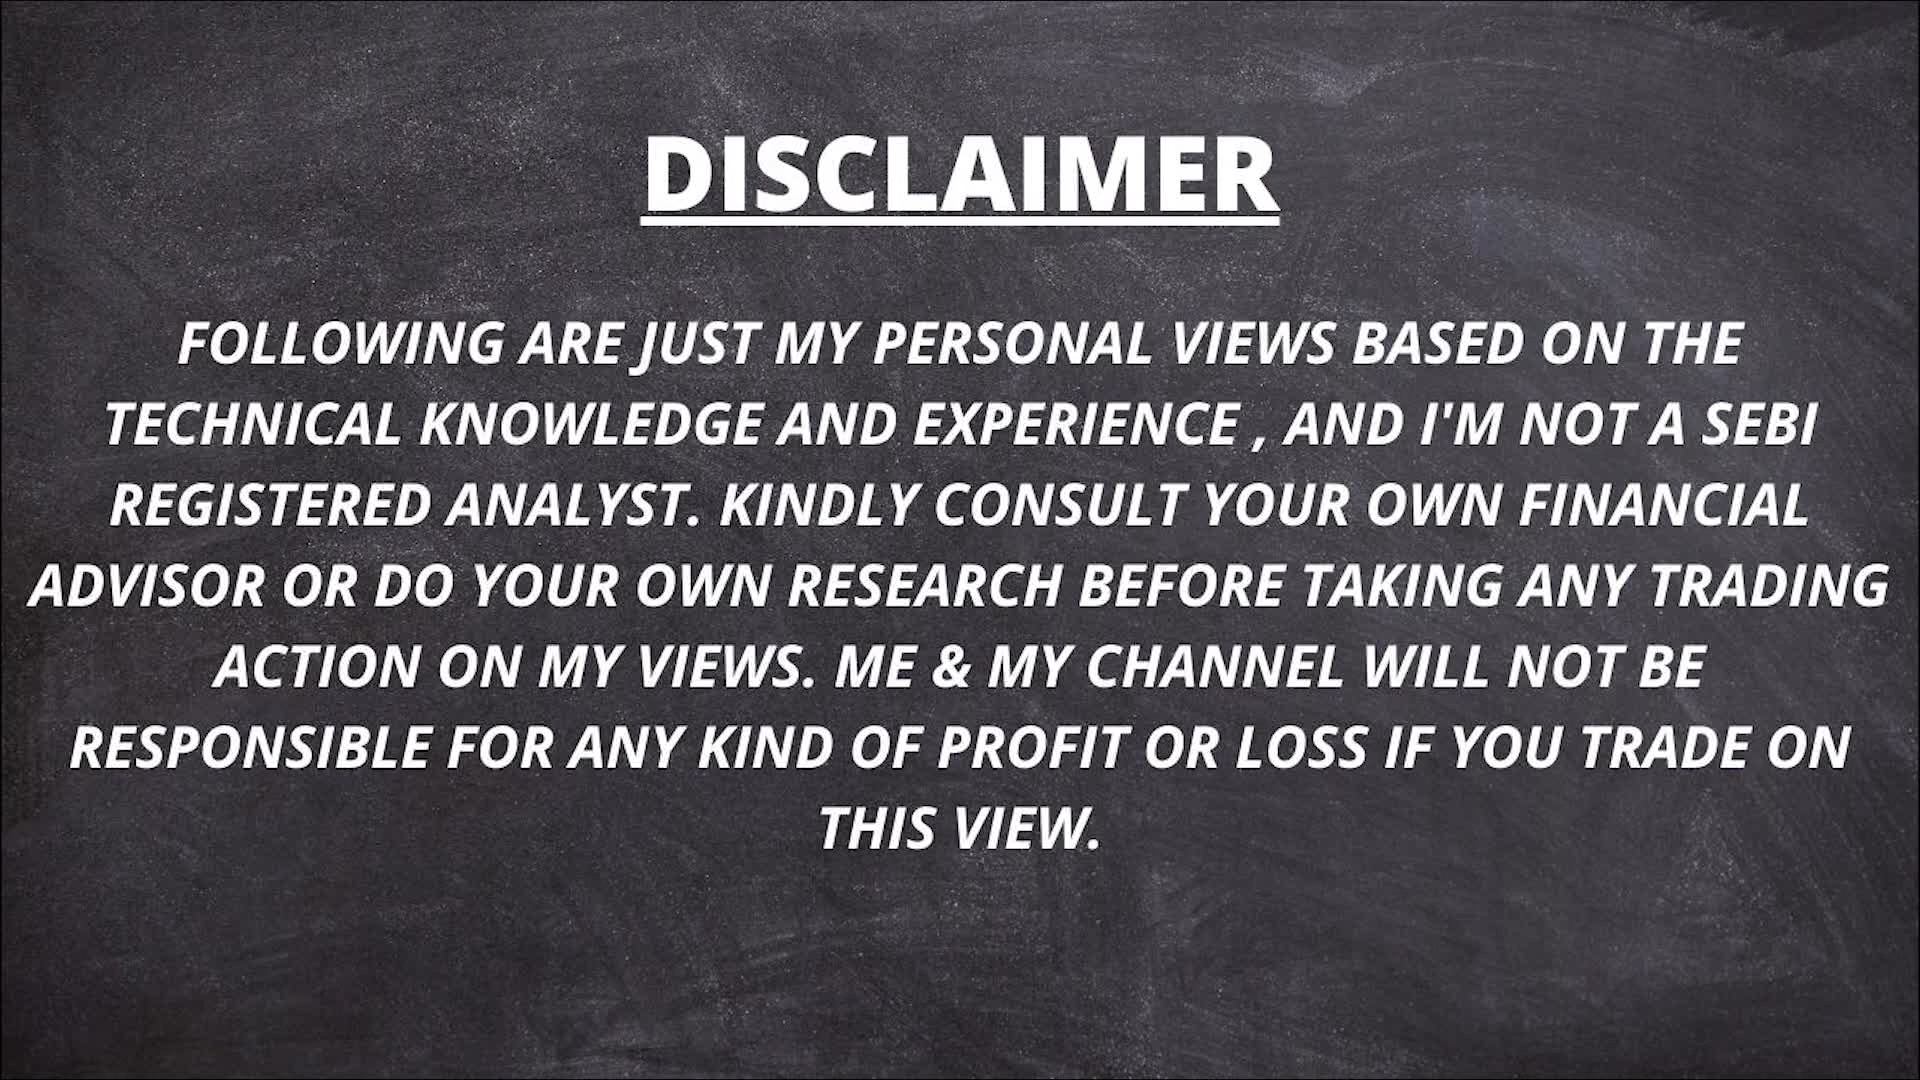 DISCLAIMER
FOLLOWING ARE JUST MY PERSONAL VIEWS BASED ON THE
TECHNICAL KNOWLEDGE AND EXPERIENCE , AND I'M NOT A SEBI
REGISTERED ANALYST. KINDLY CONSULT YOUR OWN FINANCIAL
ADVISOR OR DO YOUR OWN RESEARCH BEFORE TAKING ANY TRADING
ACTION ON MY VIEWS. ME & MY CHANNEL WILL NOT BE
RESPONSIBLE FOR ANY KIND OF PROFIT OR LOSS IF YOU TRADE ON
THIS VIEW.